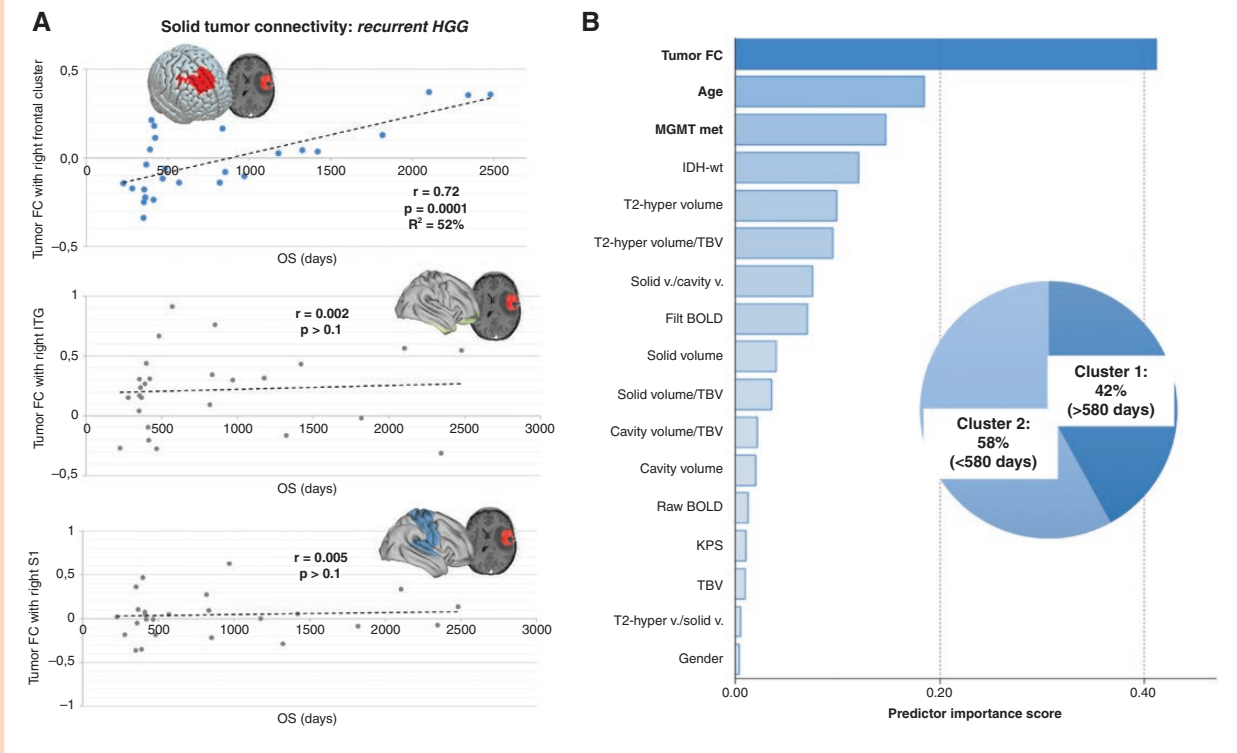 A
Solid tumor connectivity: recurrent HGG
Tumor FC with right frontal cluster
0,5
0,0
–0,5
0
500
1000
1500
2000
2500
r = 0.72
p = 0.0001
R² = 52%
OS (days)
Tumor FC with right ITG
1
0,5
0
–0,5
0
500
1000
1500
2000
2500
3000
r = 0.002
p > 0.1
OS (days)
Tumor FC with right S1
1
0,5
0
–0,5
–1
0
500
1000
1500
2000
2500
3000
r = 0.005
p > 0.1
OS (days)
B
Tumor FC
Age
MGMT met
IDH-wt
T2-hyper volume
T2-hyper volume/TBV
Solid v./cavity v.
Filt BOLD
Solid volume
Solid volume/TBV
Cavity volume/TBV
Cavity volume
Raw BOLD
KPS
TBV
T2-hyper v./solid v.
Gender
0.00
0.20
0.40
Predictor importance score
Cluster 1:
42%
(>580 days)
Cluster 2:
58%
(<580 days)